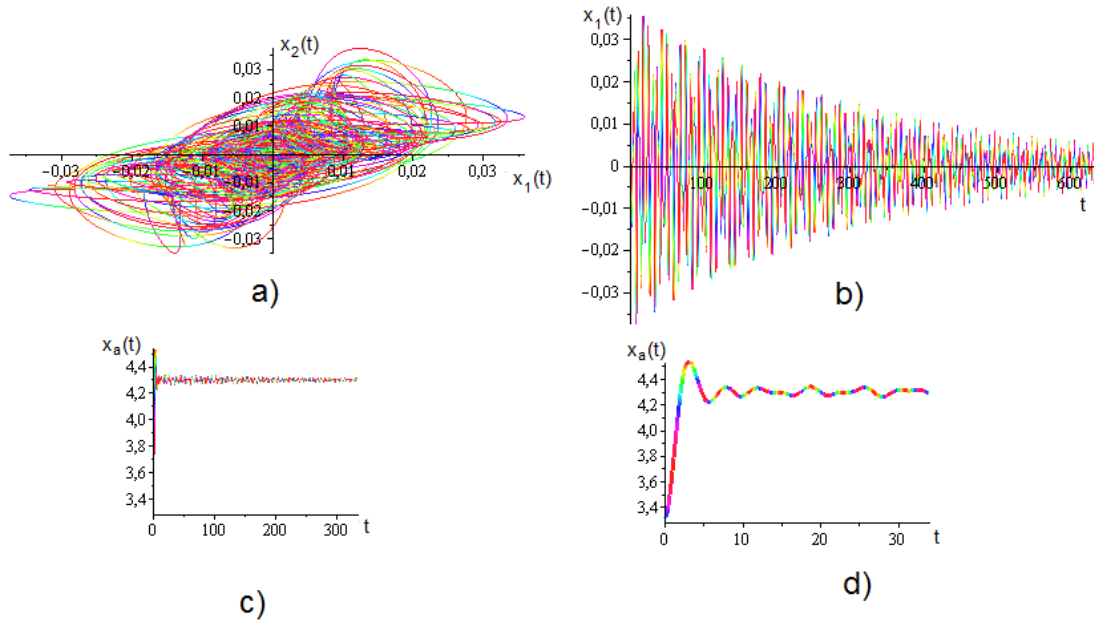 x₂(t)
0,03
0,02
0,01
−0,03 −0,02 −0,01 0 0,01 0,02 0,03
x₁(t)
−0,01
−0,02
−0,03
a)
x₁(t)
0,03
0,02
0,01
0 100 200 300 400 500 600
t
−0,01
−0,02
−0,03
b)
xₐ(t)
4,4
4,2
4,0
3,8
3,6
3,4
0 100 200 300 t
c)
xₐ(t)
4,4
4,2
4,0
3,8
3,6
3,4
0 10 20 30 t
d)